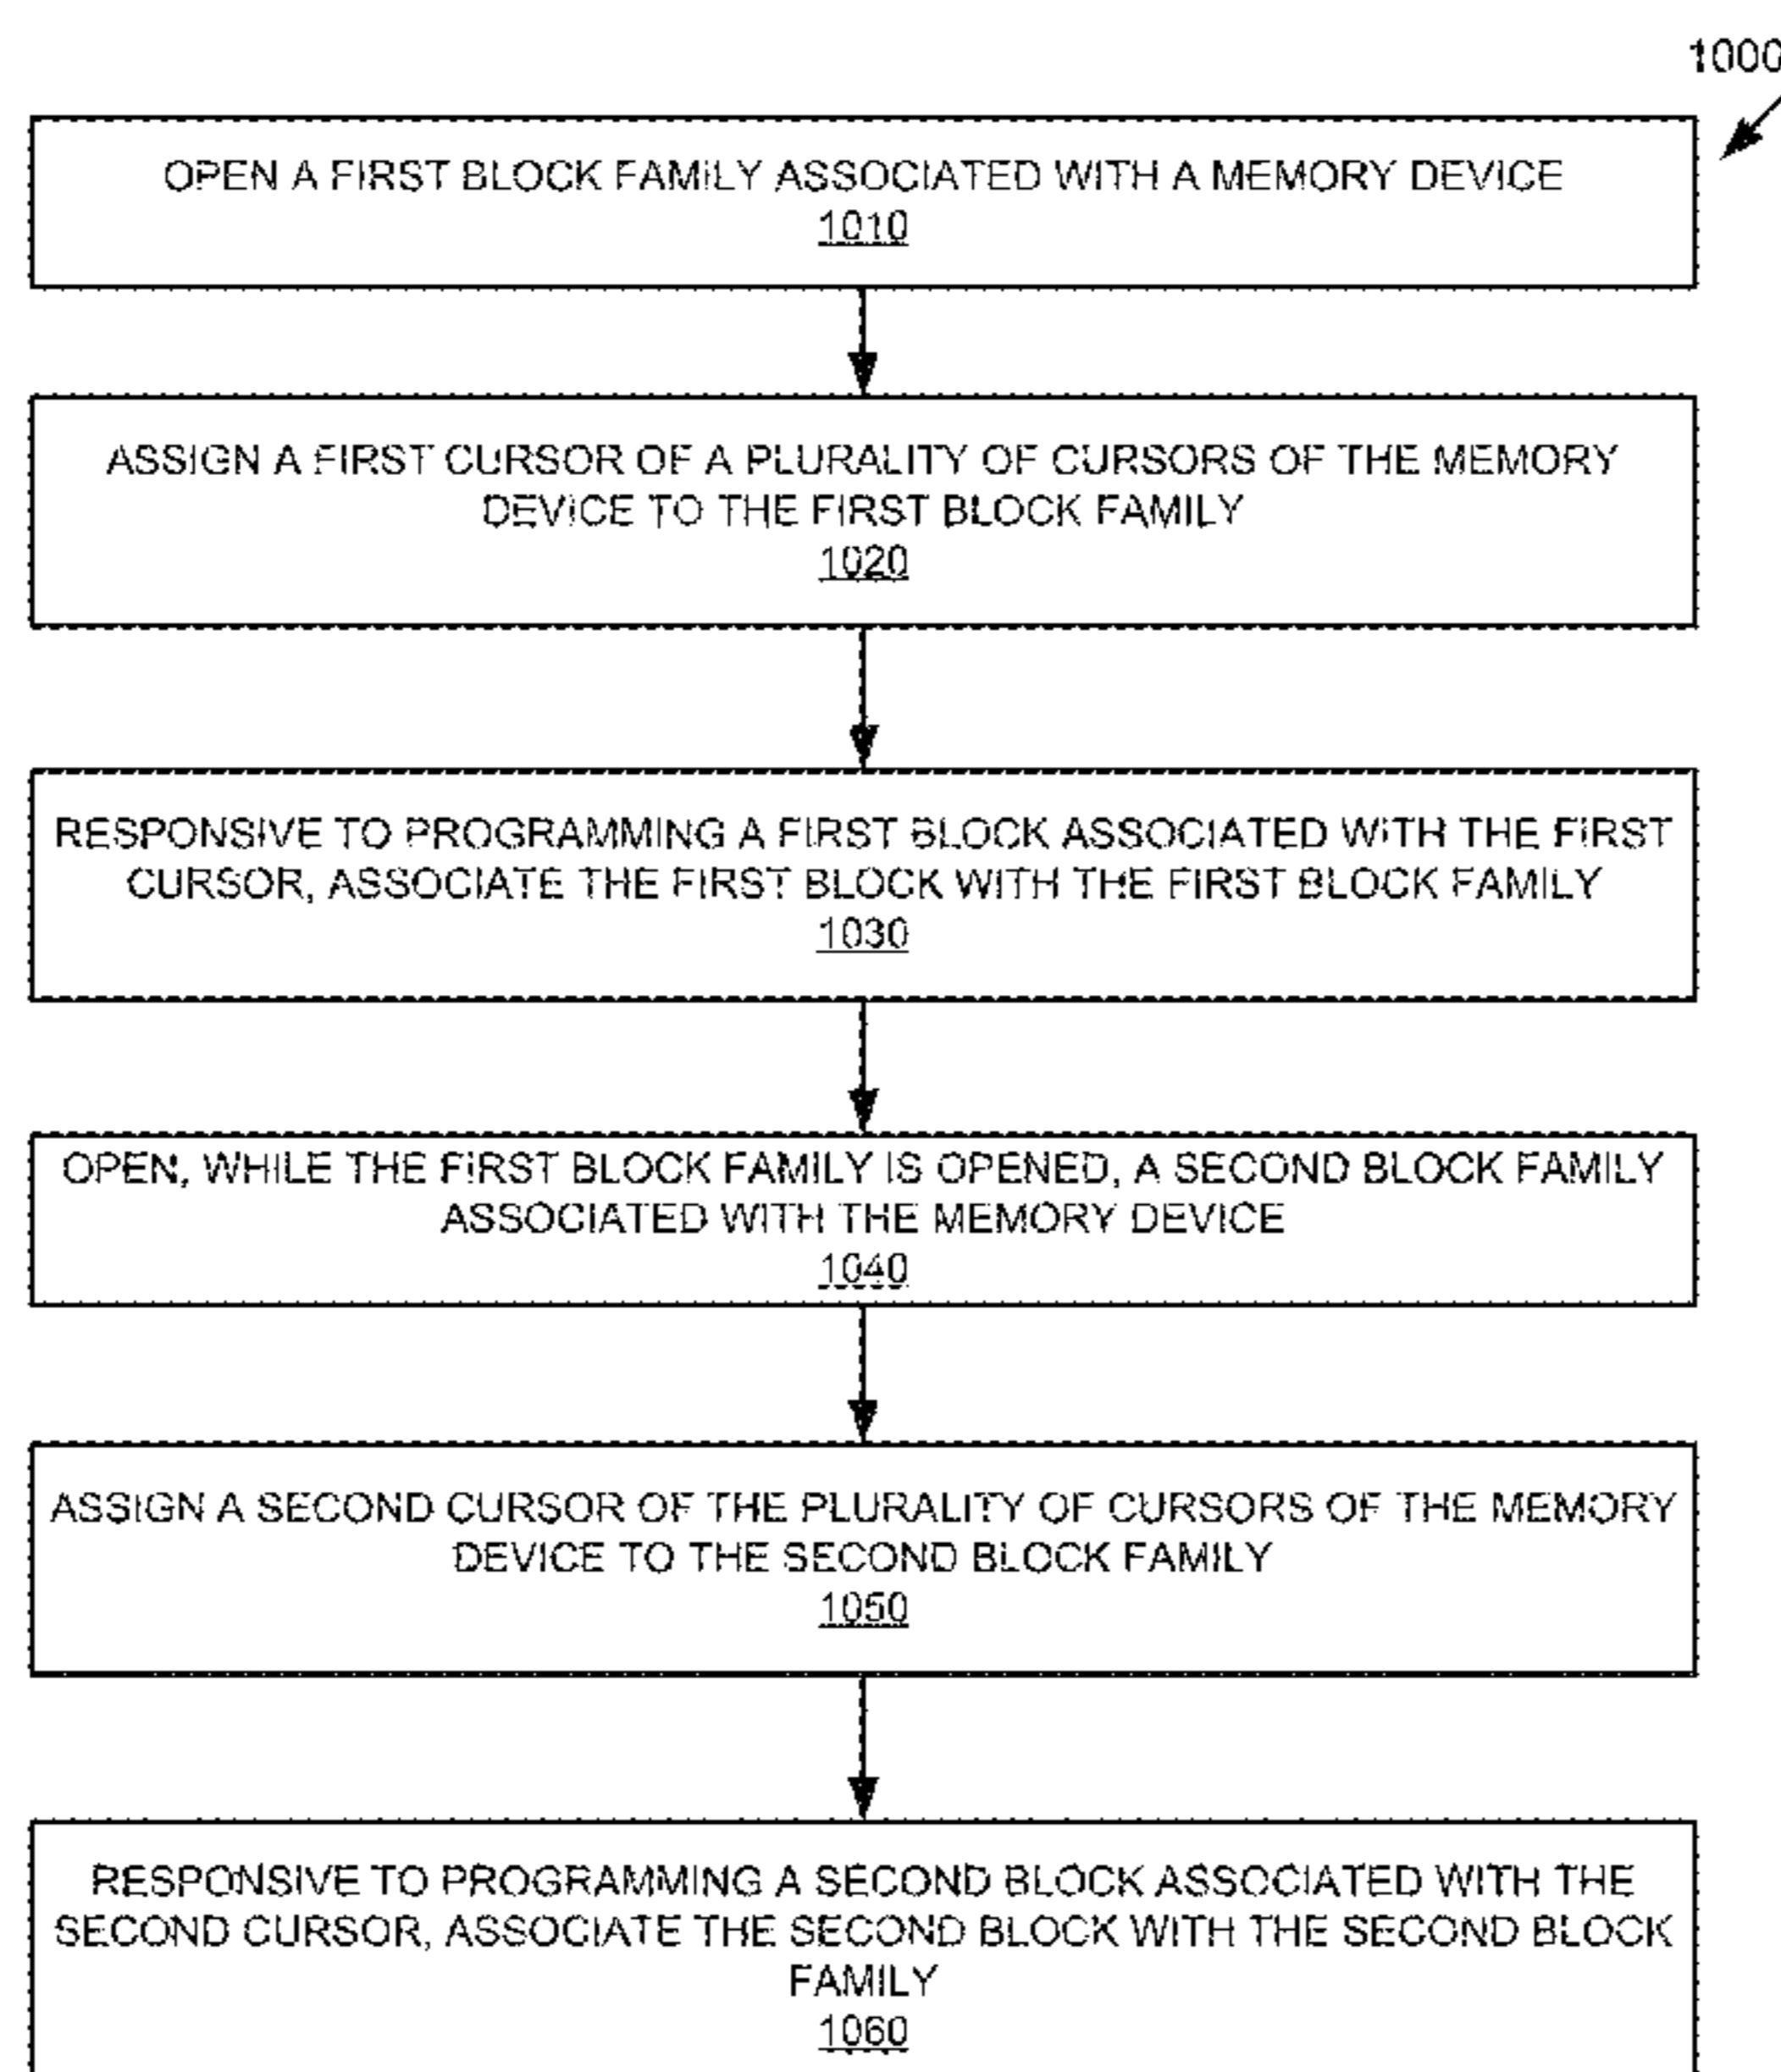 1000
OPEN A FIRST BLOCK FAMILY ASSOCIATED WITH A MEMORY DEVICE
1010
ASSIGN A FIRST CURSOR OF A PLURALITY OF CURSORS OF THE MEMORY
DEVICE TO THE FIRST BLOCK FAMILY
1020
RESPONSIVE TO PROGRAMMING A FIRST BLOCK ASSOCIATED WITH THE FIRST
CURSOR, ASSOCIATE THE FIRST BLOCK WITH THE FIRST BLOCK FAMILY
1030
OPEN, WHILE THE FIRST BLOCK FAMILY IS OPENED, A SECOND BLOCK FAMILY
ASSOCIATED WITH THE MEMORY DEVICE
1040
ASSIGN A SECOND CURSOR OF THE PLURALITY OF CURSORS OF THE MEMORY
DEVICE TO THE SECOND BLOCK FAMILY
1050
RESPONSIVE TO PROGRAMMING A SECOND BLOCK ASSOCIATED WITH THE
SECOND CURSOR, ASSOCIATE THE SECOND BLOCK WITH THE SECOND BLOCK
FAMILY
1060